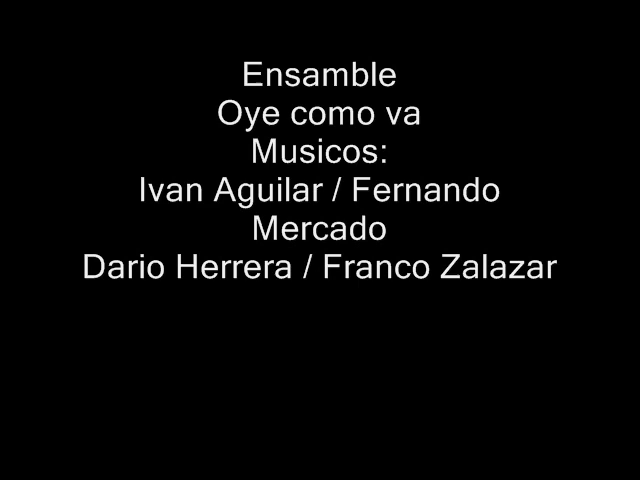 Ensamble
Oye como va
Musicos:
Ivan Aguilar / Fernando
Mercado
Dario Herrera / Franco Zalazar